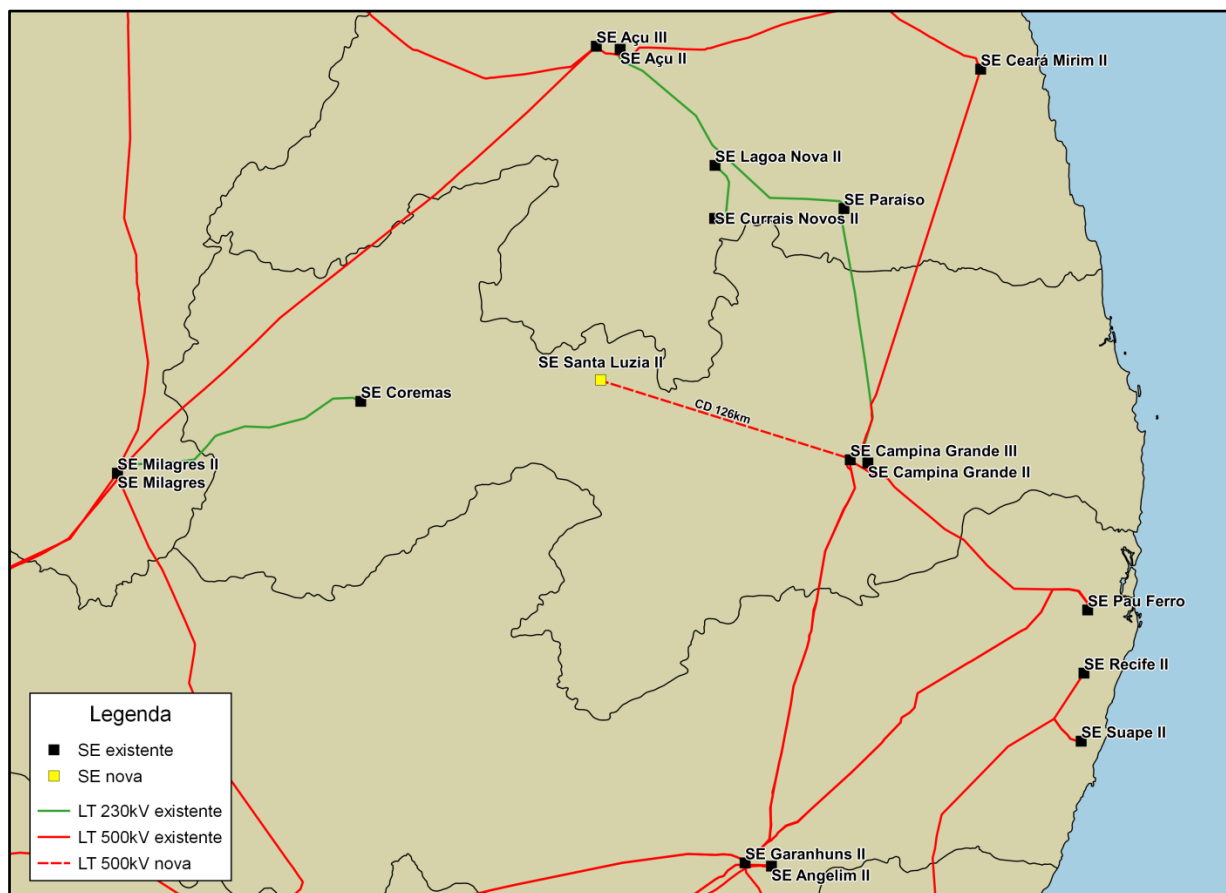 SE Açu III
SE Açu II
SE Ceará Mirim II
SE Lagoa Nova II
SE Paraíso
SE Currais Novos II
SE Santa Luzia II
SE Coremas
CD 126km
SE Milagres II
SE Milagres
SE Campina Grande III
SE Campina Grande II
SE Pau Ferro
SE Recife II
SE Suape II
SE Garanhuns II
SE Angelim II
Legenda
SE existente
SE nova
LT 230kV existente
LT 500kV existente
LT 500kV nova